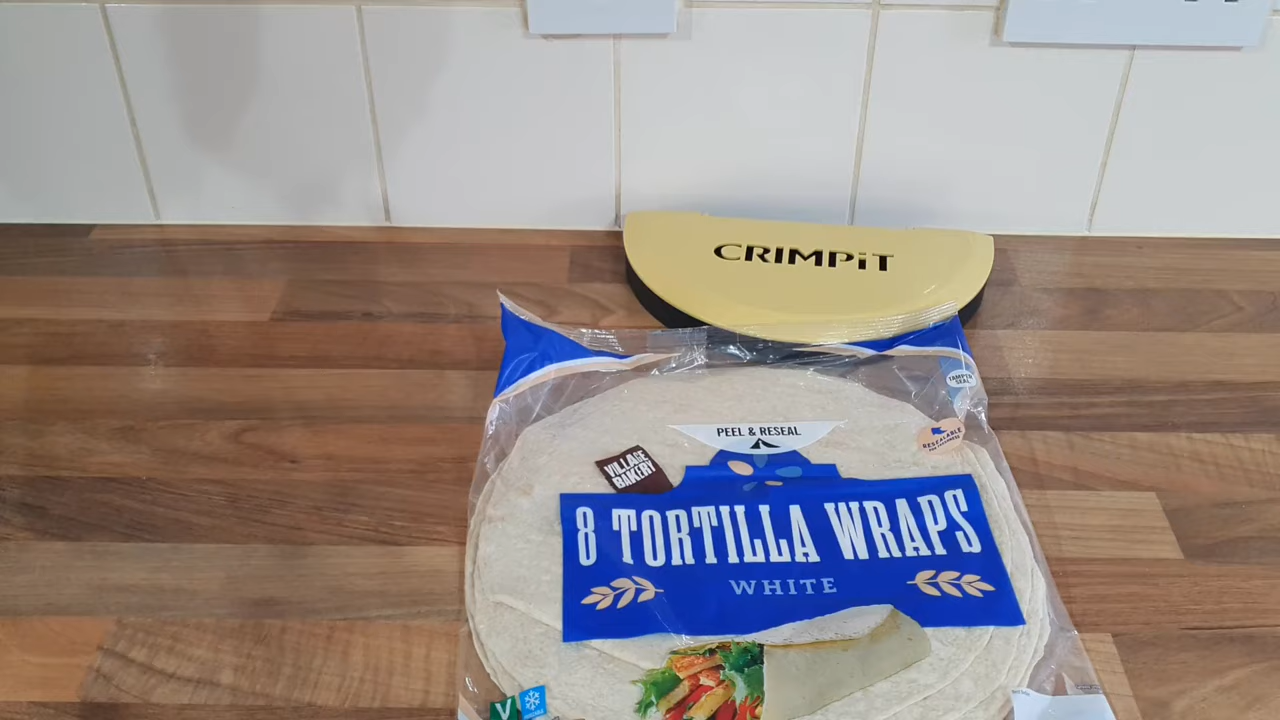 CRIMPiT
TAMPER
SEAL
PEEL & RESEAL
RESEALABLE
VILLAGE
BAKERY
8 TORTILLA WRAPS
WHITE
V